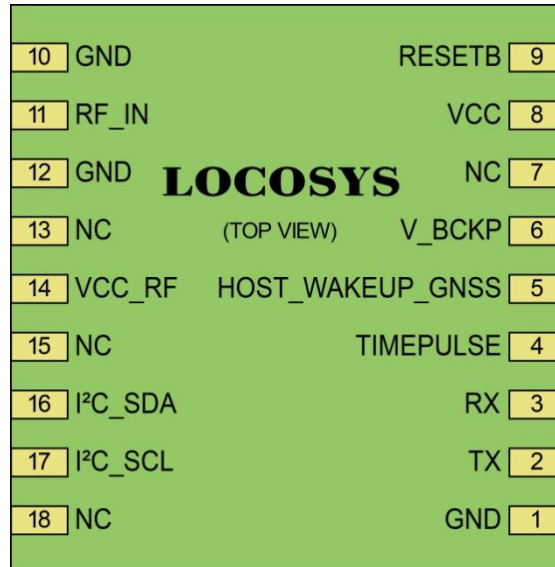 10 GND RESETB 9
11 RF_IN VCC 8
12 GND LOCOSYS NC 7
13 NC (TOP VIEW) V_BCKP 6
14 VCC_RF HOST_WAKEUP_GNSS 5
15 NC TIMEPULSE 4
16 I²C_SDA RX 3
17 I²C_SCL TX 2
18 NC GND 1